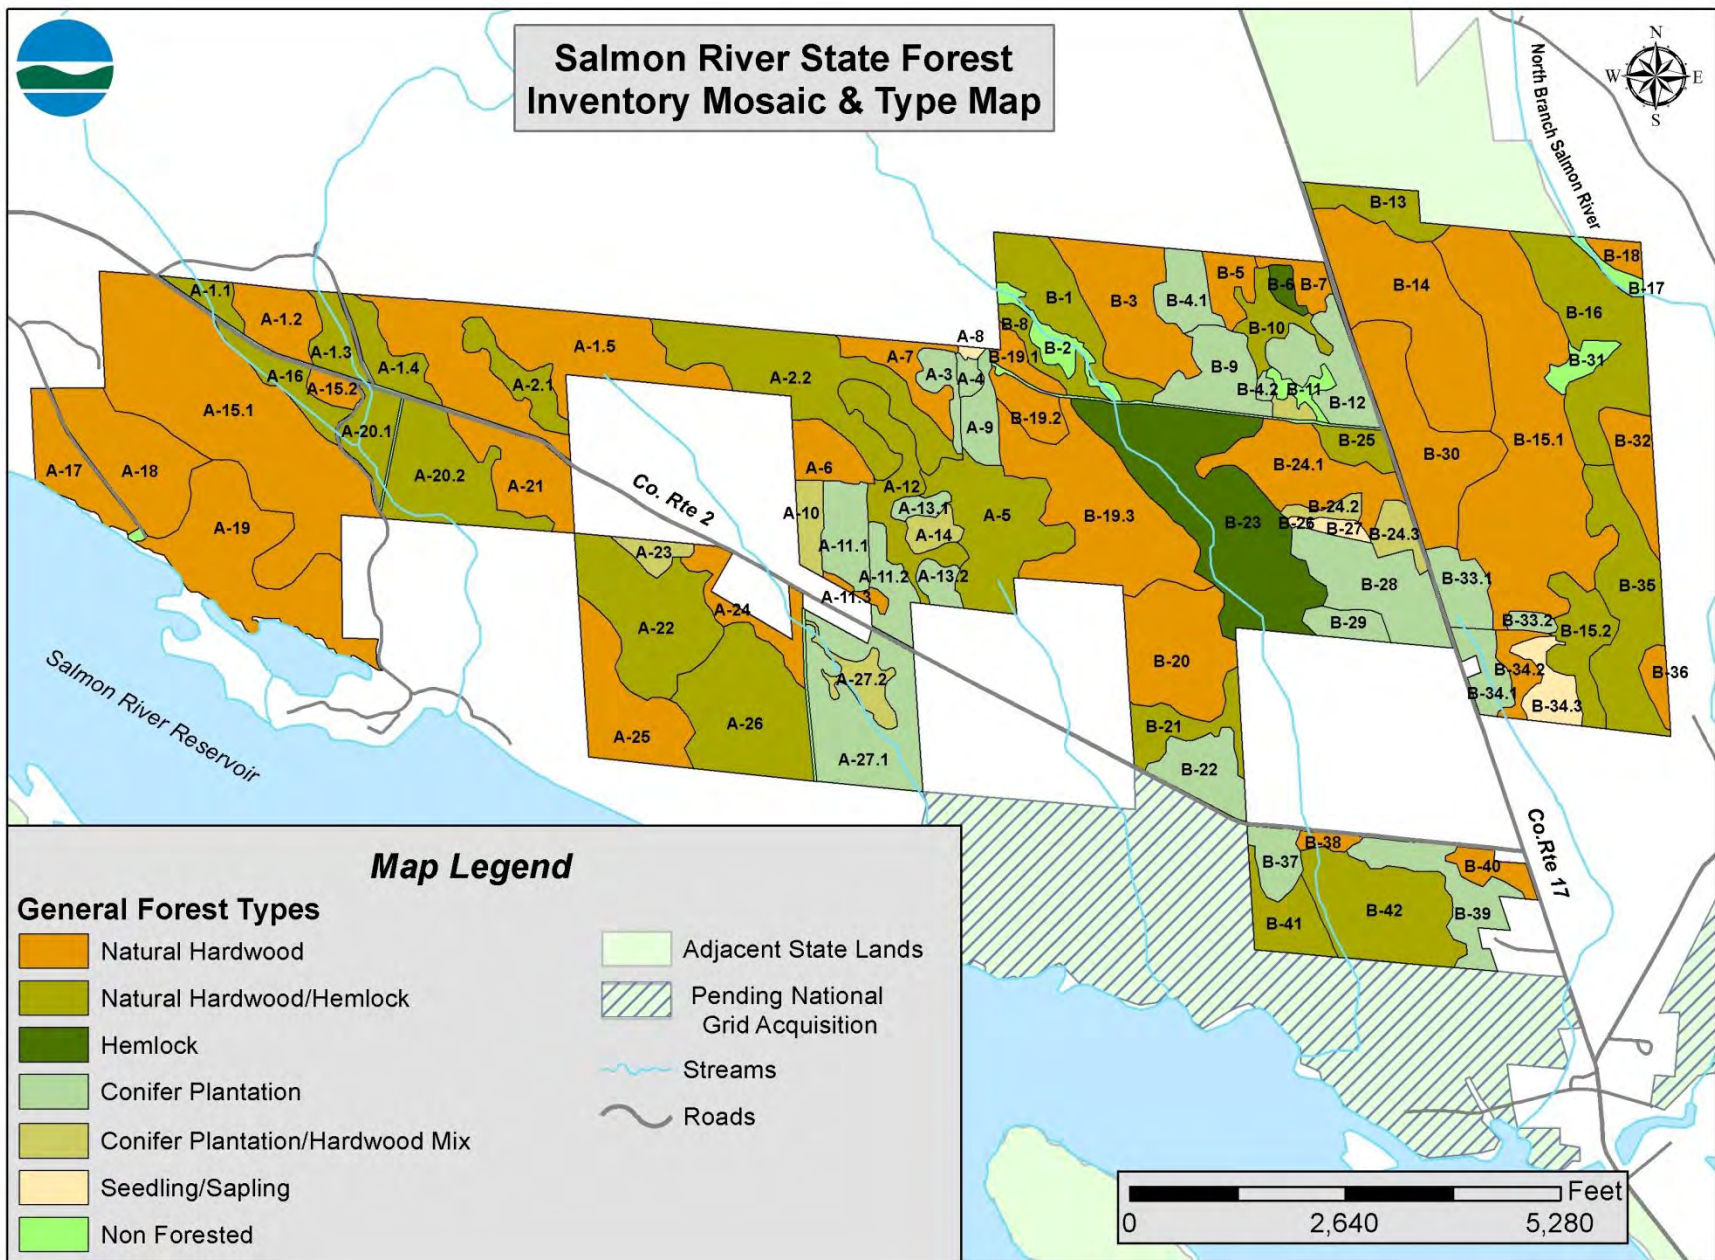 Salmon River State Forest
Inventory Mosaic & Type Map
N
W
E
S
North Branch Salmon River
B-13
B-18
B-17
A-1.1
A-1.2
A-1.3
A-1.4
A-1.5
A-2.1
A-2.2
A-7
A-8
A-3
A-4
A-9
B-1
B-8
B-2
B-19.1
B-19.2
B-3
B-4.1
B-5
B-6
B-7
B-10
B-9
B-4.2
B-11
B-12
B-14
B-16
B-31
A-16
A-15.2
A-15.1
A-20.1
A-20.2
A-21
A-17
A-18
A-19
Co. Rte 2
A-6
A-12
A-10
A-13.1
A-14
A-5
A-11.1
A-11.2
A-13.2
A-11.3
B-19.3
B-23
B-24.1
B-25
B-24.2
B-26
B-27
B-24.3
B-28
B-29
B-30
B-15.1
B-32
B-33.1
B-33.2
B-15.2
B-35
B-34.2
B-34.1
B-34.3
B-36
A-23
A-22
A-24
A-25
A-26
A-27.2
A-27.1
B-20
B-21
B-22
Salmon River Reservoir
Co.Rte 17
B-37
B-38
B-40
B-39
B-41
B-42
Map Legend
General Forest Types
Natural Hardwood
Natural Hardwood/Hemlock
Hemlock
Conifer Plantation
Conifer Plantation/Hardwood Mix
Seedling/Sapling
Non Forested
Adjacent State Lands
Pending National
Grid Acquisition
Streams
Roads
Feet
0
2,640
5,280